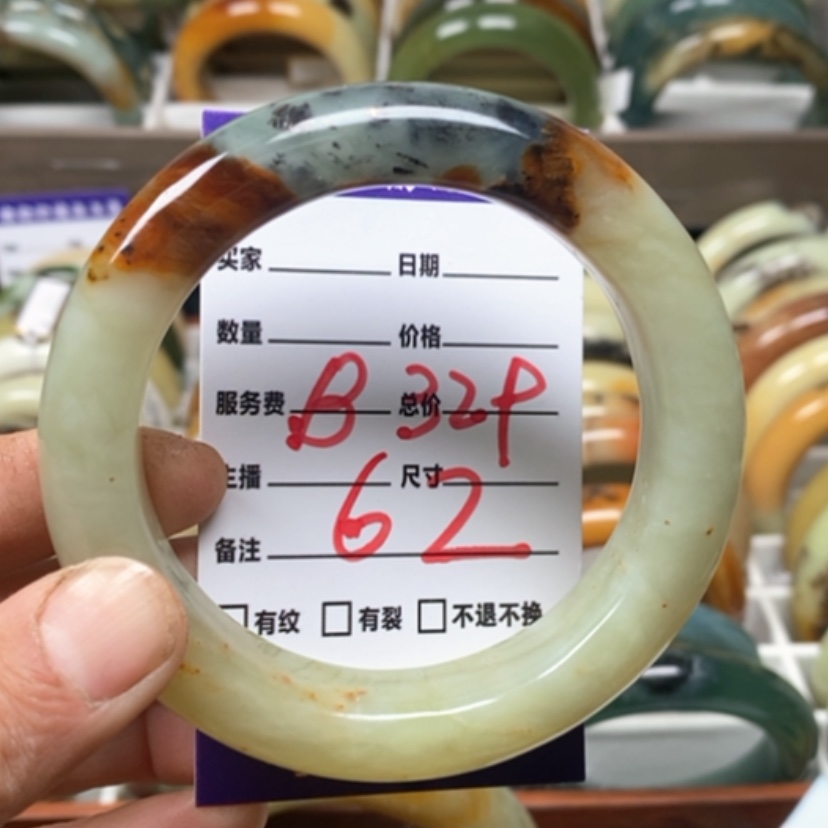 买家 日期
数量 价格
服务费 总价
B 32P
主播 尺寸
62
备注
有纹 有裂 不退不换